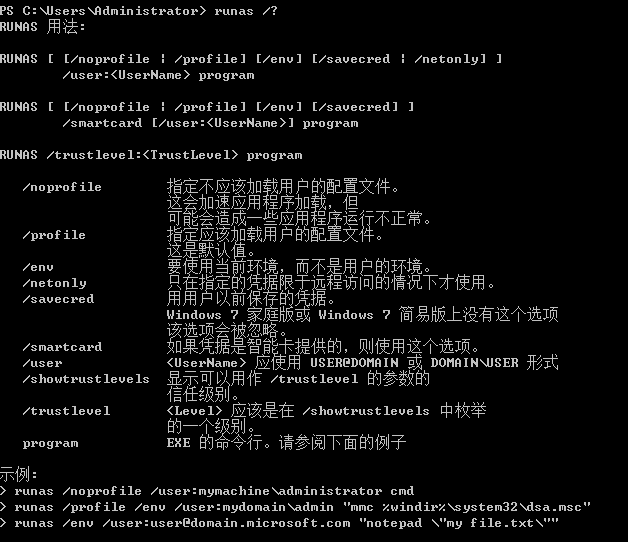 PS C:\Users\Administrator> runas /?
RUNAS 用法:
RUNAS [ [/noprofile | /profile] [/env] [/savecred | /netonly] ]
/user:<UserName> program
RUNAS [ [/noprofile | /profile] [/env] [/savecred] ]
/smartcard [/user:<UserName>] program
RUNAS /trustlevel:<TrustLevel> program
/noprofile 指定不应该加载用户的配置文件。
这会加速应用程序加载，但
可能会造成一些应用程序运行不正常。
/profile 指定应该加载用户的配置文件。
这是默认值。
/env 要使用当前环境，而不是用户的环境。
/netonly 只在指定的凭据限于远程访问的情况下才使用。
/savecred 用用户以前保存的凭据。
Windows 7 家庭版或 Windows 7 简易版上没有这个选项
该选项会被忽略。
/smartcard 如果凭据是智能卡提供的，则使用这个选项。
/user <UserName> 应使用 USER@DOMAIN 或 DOMAIN\USER 形式
/showtrustlevels 显示可以用作 /trustlevel 的参数的
信任级别。
/trustlevel <Level> 应该是在 /showtrustlevels 中枚举
的一个级别。
program EXE 的命令行。请参阅下面的例子
示例:
> runas /noprofile /user:mymachine\administrator cmd
> runas /profile /env /user:mydomain\admin "mmc %windir%\system32\dsa.msc"
> runas /env /user:user@domain.microsoft.com "notepad \"my file.txt\""